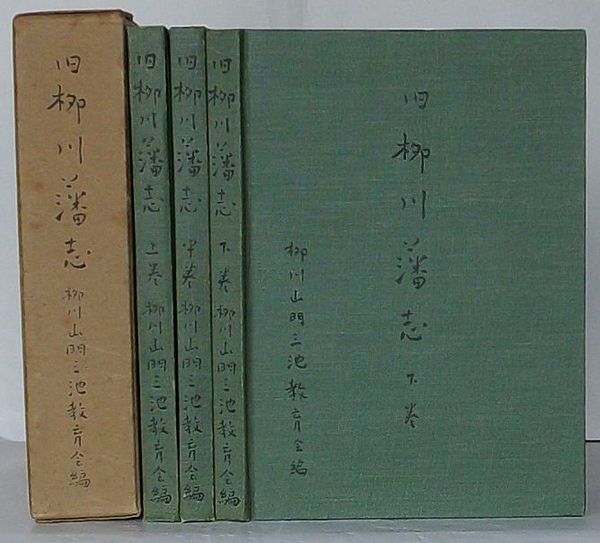 旧柳川藩志
柳川山門三池教育会編
旧柳川藩志 上巻 柳川山門三池教育会編
旧柳川藩志 中巻 柳川山門三池教育会編
旧柳川藩志 下巻 柳川山門三池教育会編
旧柳川藩志 下巻
柳川山門三池教育会編